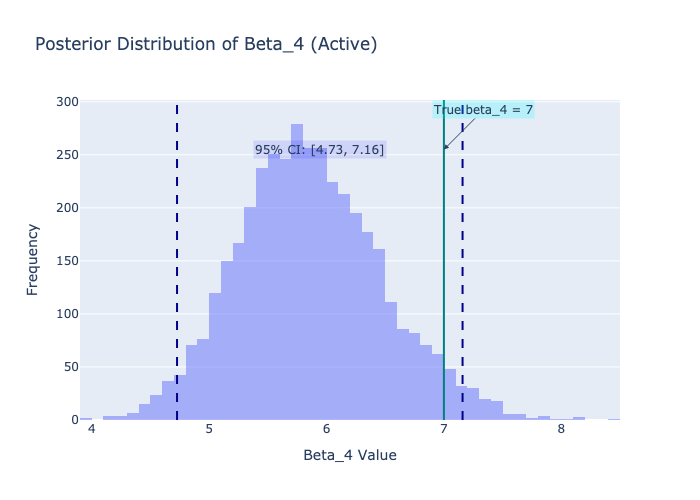 Posterior Distribution of Beta_4 (Active)
True beta_4 = 7
95% CI: [4.73, 7.16]
300
250
200
150
100
50
0
Frequency
4 5 6 7 8
Beta_4 Value